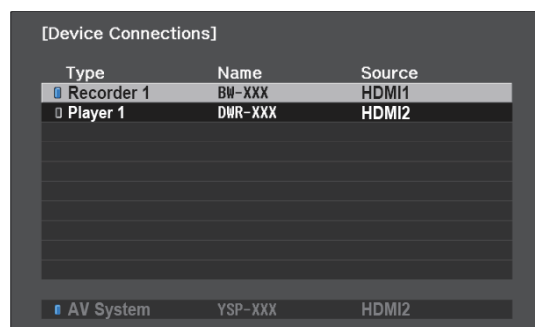 [Device Connections]
Type Name Source
Recorder 1 BW-XXX HDMI1
Player 1 DWR-XXX HDMI2
AV System YSP-XXX HDMI2